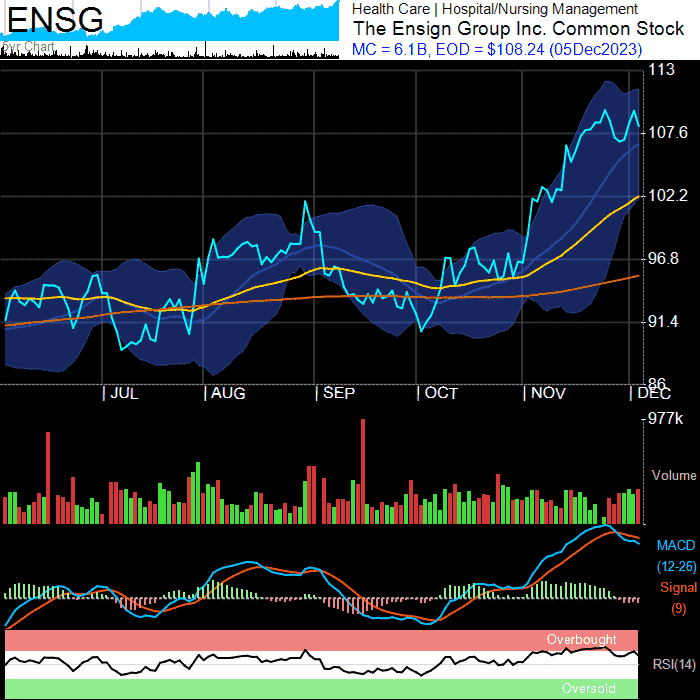 ENSG
5yr Chart
Health Care | Hospital/Nursing Management
The Ensign Group Inc. Common Stock
MC = 6.1B, EOD = $108.24 (05Dec2023)
113
107.6
102.2
96.8
91.4
86
| JUL | AUG | SEP | OCT | NOV | DEC
977k
Volume
MACD
(12-26)
Signal
(9)
Overbought
RSI(14)
Oversold